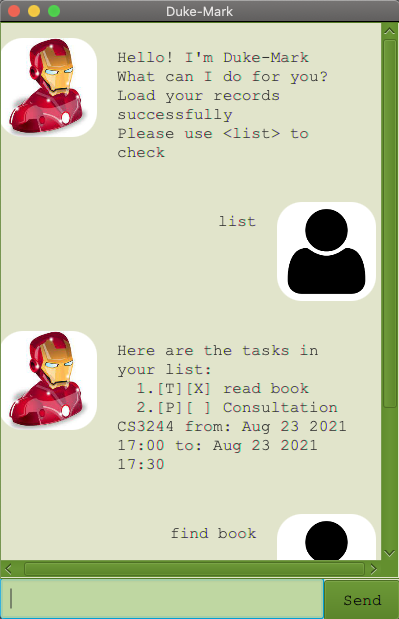 Duke-Mark
Hello! I'm Duke-Mark
What can I do for you?
Load your records
successfully
Please use <list> to
check
list
Here are the tasks in
your list:
1.[T][X] read book
2.[P][ ] Consultation
CS3244 from: Aug 23 2021
17:00 to: Aug 23 2021
17:30
find book
Send